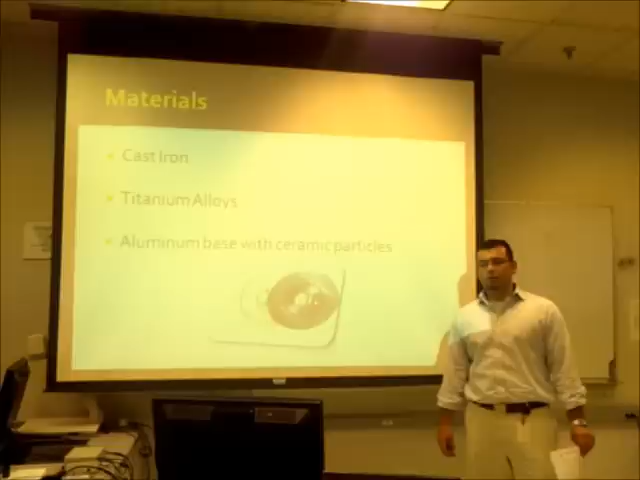 Materials
Cast Iron
Titanium Alloys
Aluminum base with ceramic particles